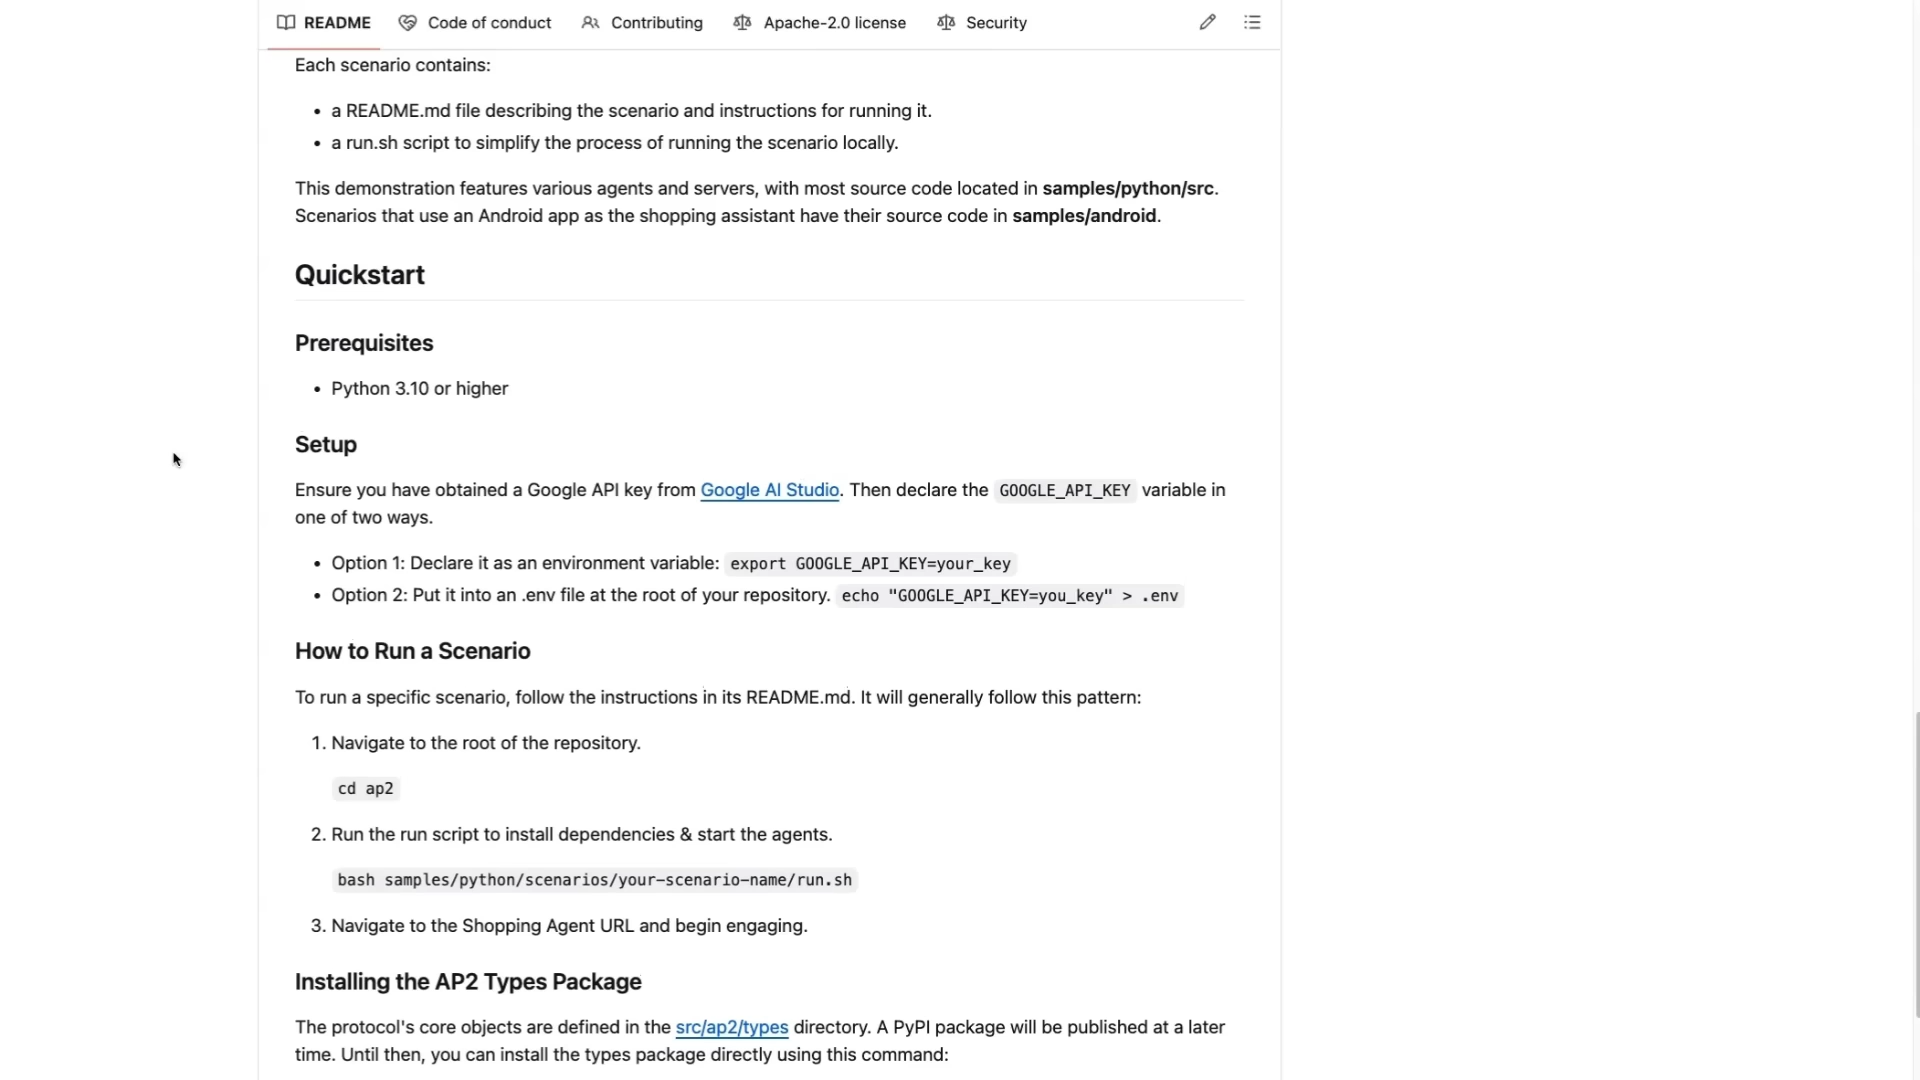 README Code of conduct Contributing Apache-2.0 license Security
Each scenario contains:
• a README.md file describing the scenario and instructions for running it.
• a run.sh script to simplify the process of running the scenario locally.
This demonstration features various agents and servers, with most source code located in samples/python/src.
Scenarios that use an Android app as the shopping assistant have their source code in samples/android.
Quickstart
Prerequisites
• Python 3.10 or higher
Setup
Ensure you have obtained a Google API key from Google AI Studio. Then declare the GOOGLE_API_KEY variable in
one of two ways.
• Option 1: Declare it as an environment variable: export GOOGLE_API_KEY=your_key
• Option 2: Put it into an .env file at the root of your repository. echo "GOOGLE_API_KEY=you_key" > .env
How to Run a Scenario
To run a specific scenario, follow the instructions in its README.md. It will generally follow this pattern:
1. Navigate to the root of the repository.
cd ap2
2. Run the run script to install dependencies & start the agents.
bash samples/python/scenarios/your-scenario-name/run.sh
3. Navigate to the Shopping Agent URL and begin engaging.
Installing the AP2 Types Package
The protocol's core objects are defined in the src/ap2/types directory. A PyPI package will be published at a later
time. Until then, you can install the types package directly using this command: